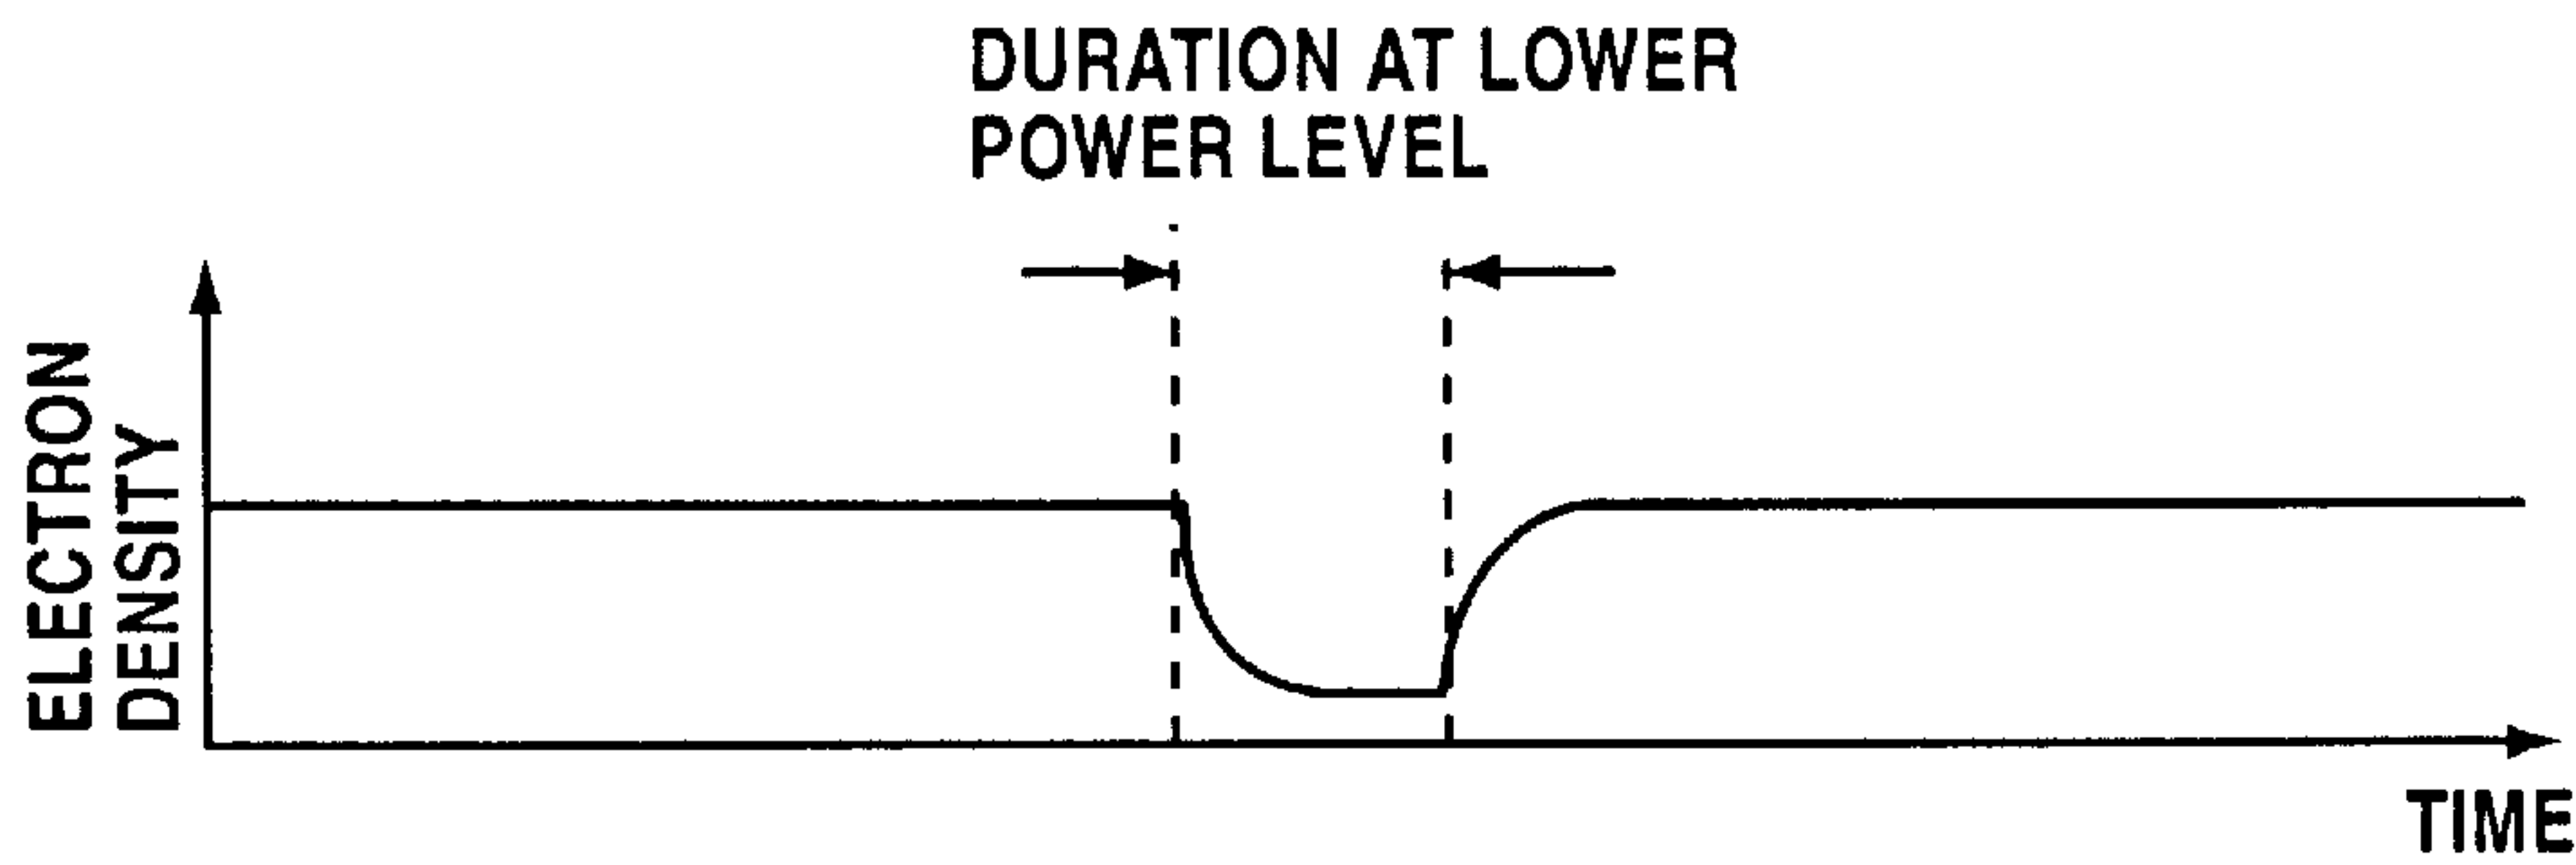 DURATION AT LOWER
POWER LEVEL
ELECTRON
DENSITY
TIME